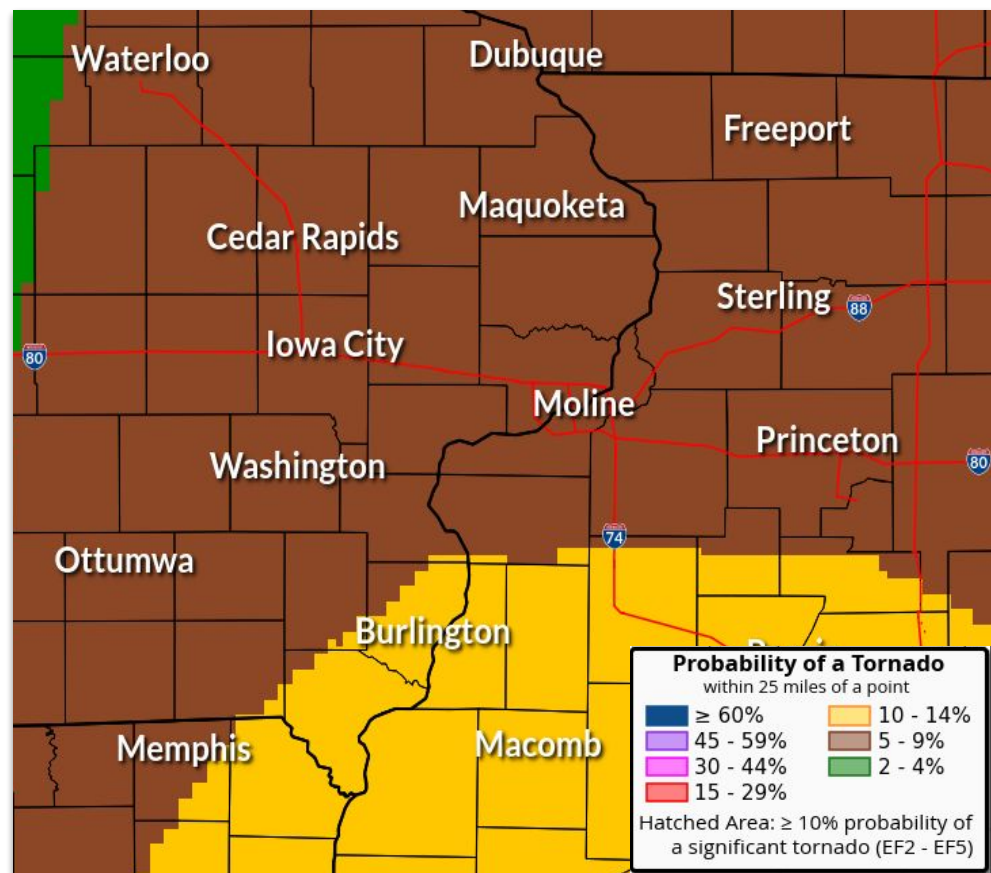 Waterloo
Dubuque
Freeport
Maquoketa
Cedar Rapids
Sterling
88
Iowa City
80
Moline
Princeton
Washington
80
74
Ottumwa
Burlington
Memphis
Macomb
Probability of a Tornado
within 25 miles of a point
≥ 60%
10 - 14%
45 - 59%
5 - 9%
30 - 44%
2 - 4%
15 - 29%
Hatched Area: ≥ 10% probability of
a significant tornado (EF2 - EF5)